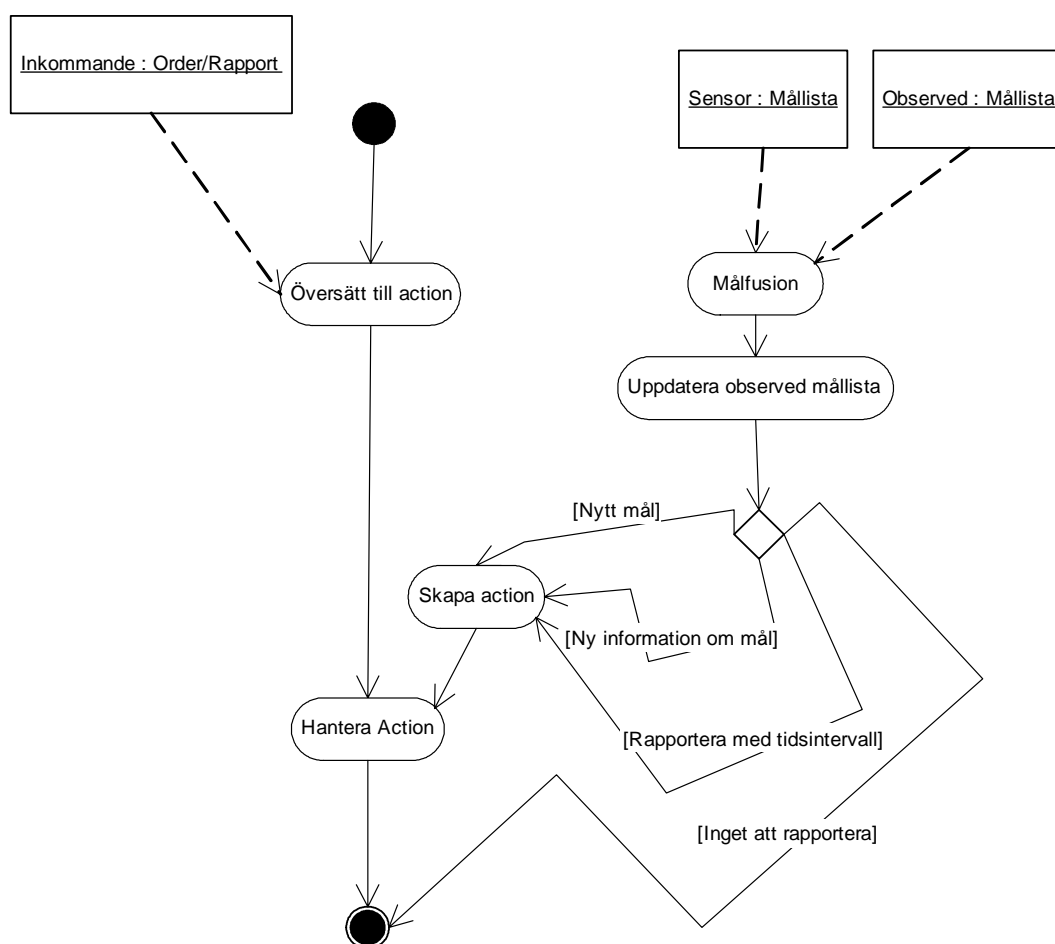 Inkommande : Order/Rapport
Sensor : Mållista
Observed : Mållista
Översätt till action
Målfusion
Uppdatera observed mållista
[Nytt mål]
Skapa action
[Ny information om mål]
Hantera Action
[Rapportera med tidsintervall]
[Inget att rapportera]